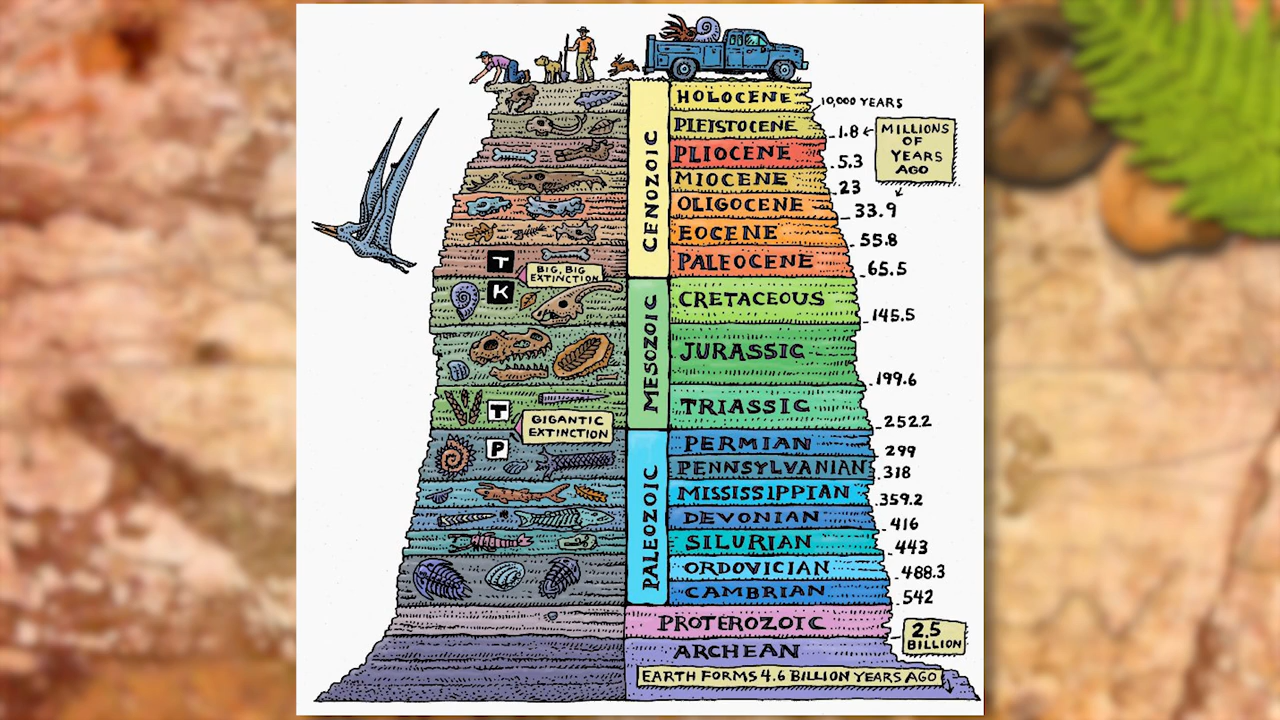 CENOZOIC
HOLOCENE
10,000 YEARS
PLEISTOCENE
1.8
MILLIONS
OF
YEARS
AGO
PLIOCENE
5.3
MIOCENE
23
OLIGOCENE
33.9
EOCENE
55.8
T
PALEOCENE
65.5
BIG, BIG
EXTINCTION
K
MESOZOIC
CRETACEOUS
145.5
JURASSIC
199.6
T
TRIASSIC
252.2
GIGANTIC
EXTINCTION
P
PALEOZOIC
PERMIAN
299
PENNSYLVANIAN
318
MISSISSIPPIAN
359.2
DEVONIAN
416
SILURIAN
443
ORDOVICIAN
488.3
CAMBRIAN
542
PROTEROZOIC
2.5
BILLION
ARCHEAN
EARTH FORMS 4.6 BILLION YEARS AGO